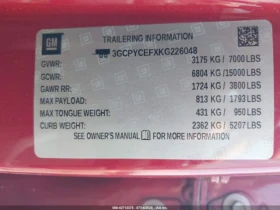 GM
TRAILERING INFORMATION
3GCPYCEFXKG226048
GVWR: 3175 KG/ 7000 LBS
GCWR: 6804 KG/15000 LBS
GAWR RR: 1724 KG/ 3800 LBS
MAX PAYLOAD: 813 KG/ 1793 LBS
MAX TONGUE WEIGHT: 431 KG/ 950 LBS
CURB WEIGHT: 2362 KG/ 5207 LBS
SEE OWNER'S MANUAL FOR MORE INFORMATION